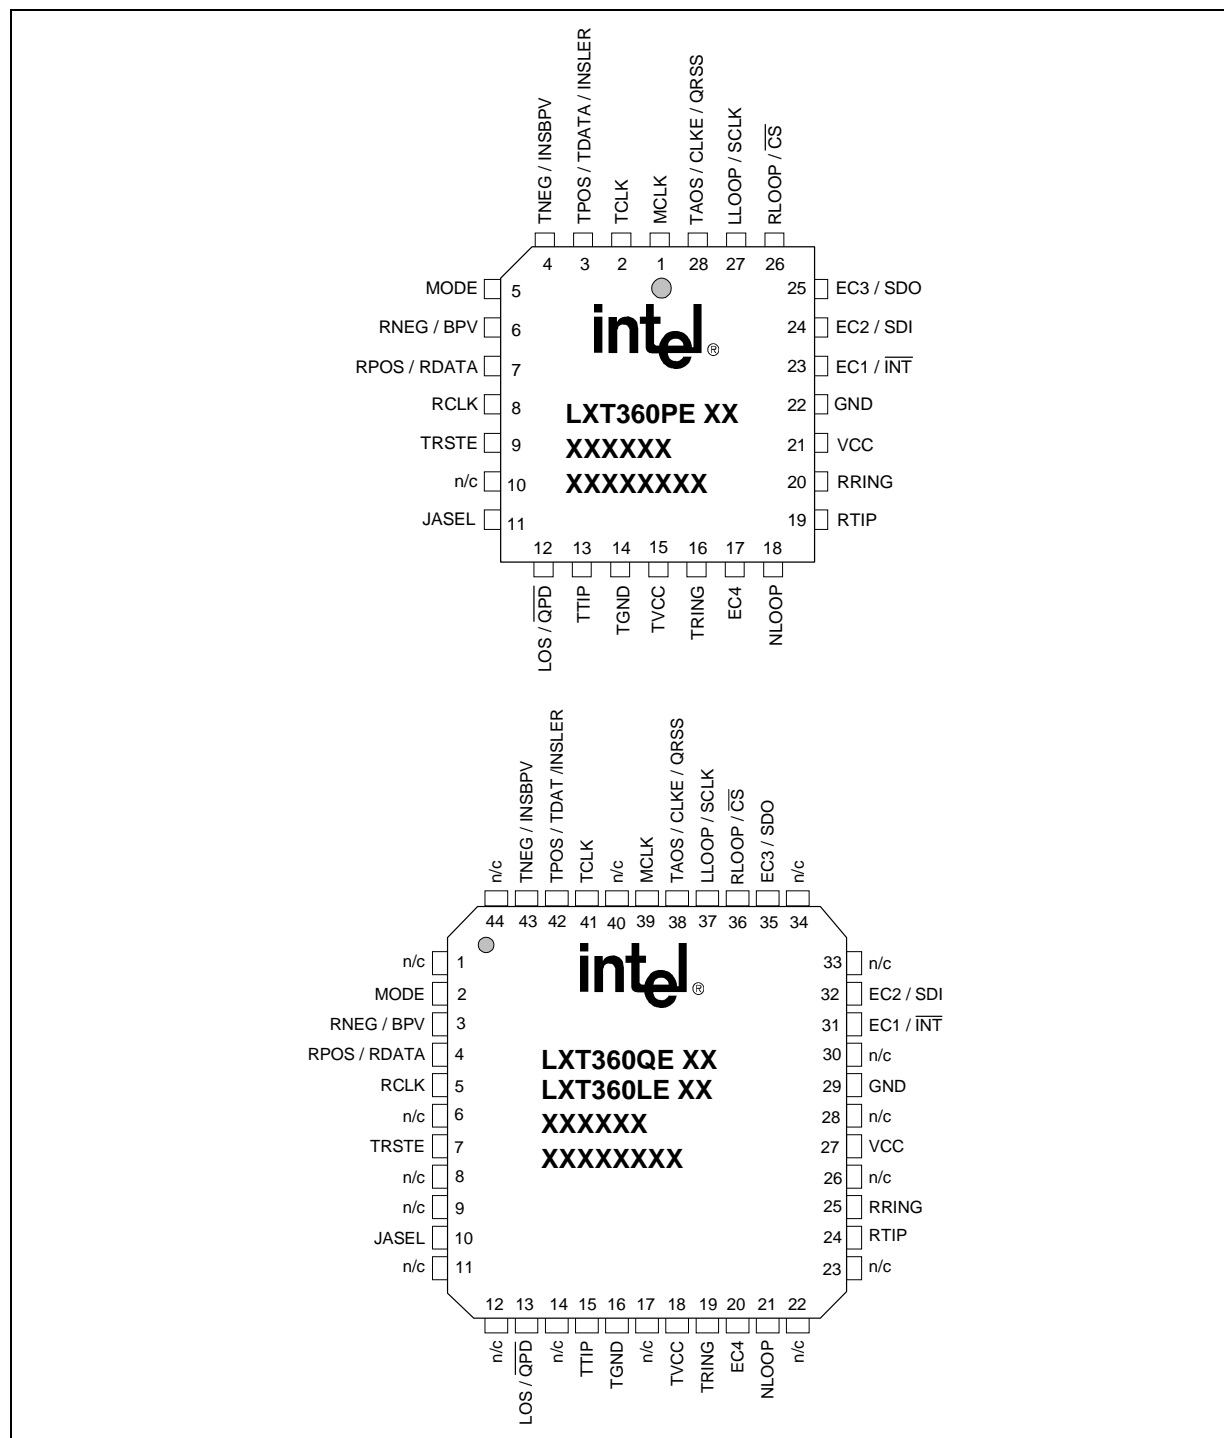 TNEG / INSBPV
TPOS / TDATA / INSLER
TCLK
MCLK
TAOS / CLKE / QRSS
LLOOP / SCLK
RLOOP / C̅S̅
4 3 2 1 28 27 26
MODE 5
RNEG / BPV 6
RPOS / RDATA 7
RCLK 8
TRSTE 9
n/c 10
JASEL 11
intel®
LXT360PE XX
XXXXXX
XXXXXXXX
25 EC3 / SDO
24 EC2 / SDI
23 EC1 / I̅N̅T̅
22 GND
21 VCC
20 RRING
19 RTIP
12 13 14 15 16 17 18
LOS / Q̅P̅D̅
TTIP
TGND
TVCC
TRING
EC4
NLOOP
n/c
TNEG / INSBPV
TPOS / TDAT /INSLER
TCLK
n/c
MCLK
TAOS / CLKE / QRSS
LLOOP / SCLK
RLOOP / C̅S̅
EC3 / SDO
n/c
44 43 42 41 40 39 38 37 36 35 34
n/c 1
MODE 2
RNEG / BPV 3
RPOS / RDATA 4
RCLK 5
n/c 6
TRSTE 7
n/c 8
n/c 9
JASEL 10
n/c 11
intel®
LXT360QE XX
LXT360LE XX
XXXXXX
XXXXXXXX
33 n/c
32 EC2 / SDI
31 EC1 / I̅N̅T̅
30 n/c
29 GND
28 n/c
27 VCC
26 n/c
25 RRING
24 RTIP
23 n/c
12 13 14 15 16 17 18 19 20 21 22
n/c
LOS / Q̅P̅D̅
n/c
TTIP
TGND
n/c
TVCC
TRING
EC4
NLOOP
n/c